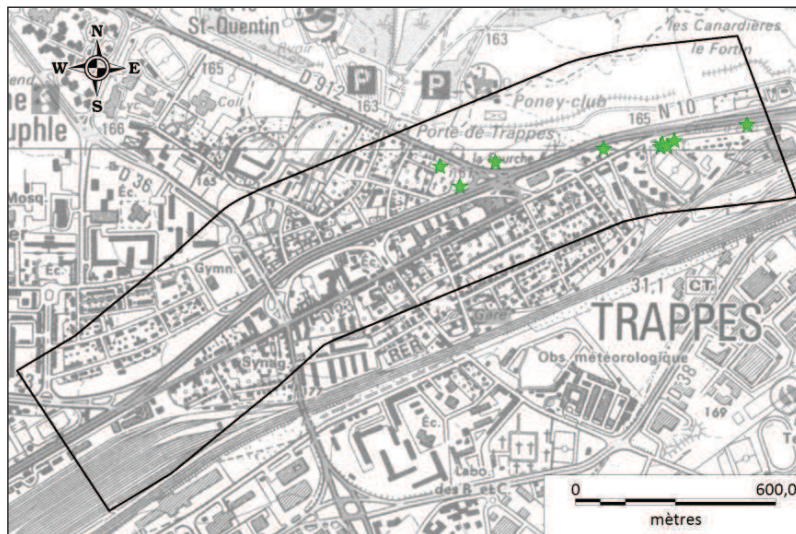 St-Quentin
les Canardières
le Fortin
N
W E
S
165
D 912
163
163
P
P
Poney-club
165
N 10
Lyc
Coll
166
Porte de Trappes
la Fourche
D 36
165
Mosq
Éc.
Éc.
Gymn.
Éc
Synag.
Gare
RER
31,1
CT
TRAPPES
Obs. météorologique
169
Éc.
Labo.
des P. et C.
0 600,0
mètres